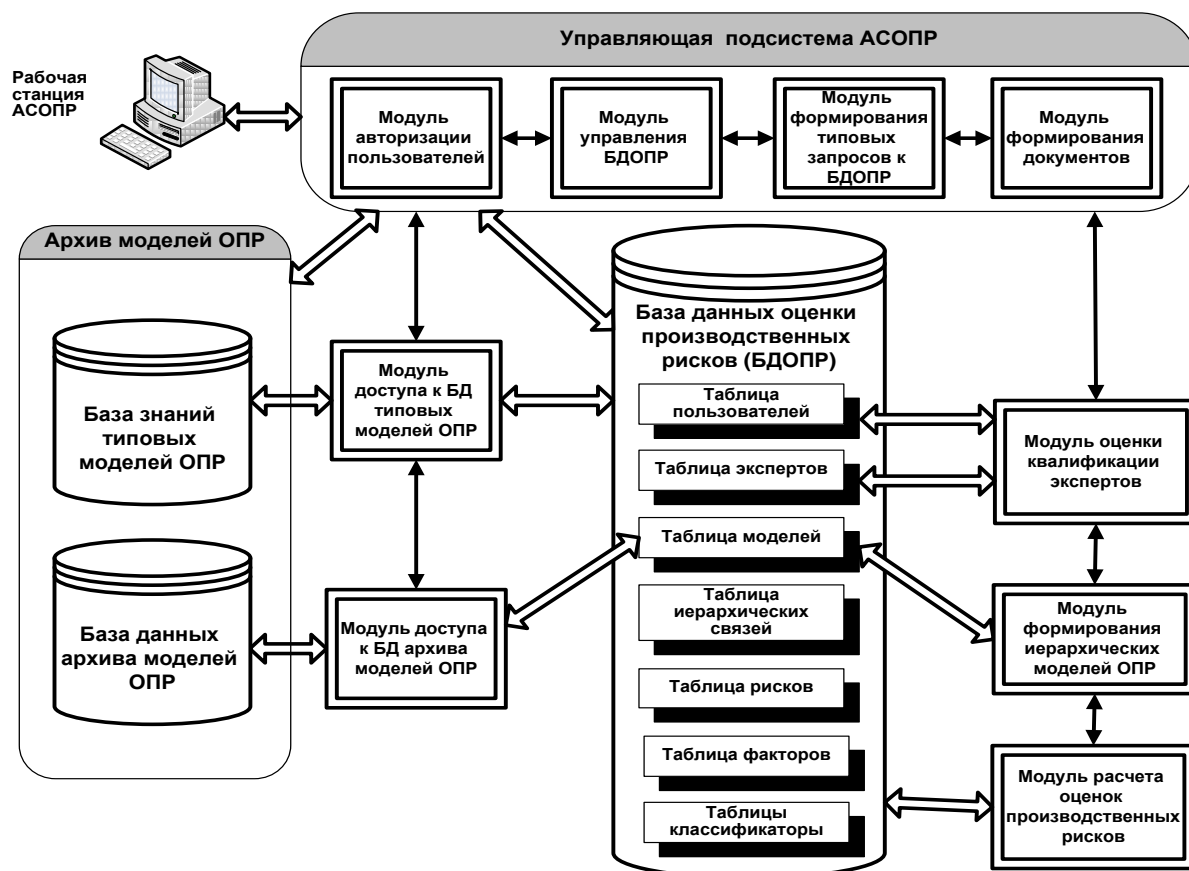 Управляющая подсистема АСОПР
Рабочая
станция
АСОПР
Модуль
авторизации
пользователей
Модуль
управления
БДОПР
Модуль
формирования
типовых
запросов к
БДОПР
Модуль
формирования
документов
Архив моделей ОПР
База знаний
типовых
моделей ОПР
База данных
архива моделей
ОПР
Модуль
доступа к БД
типовых
моделей ОПР
Модуль доступа
к БД архива
моделей ОПР
База данных оценки
производственных
рисков (БДОПР)
Таблица
пользователей
Таблица экспертов
Таблица моделей
Таблица
иерархических
связей
Таблица рисков
Таблица факторов
Таблицы
классификаторы
Модуль оценки
квалификации
экспертов
Модуль
формирования
иерархических
моделей ОПР
Модуль расчета
оценок
производственных
рисков